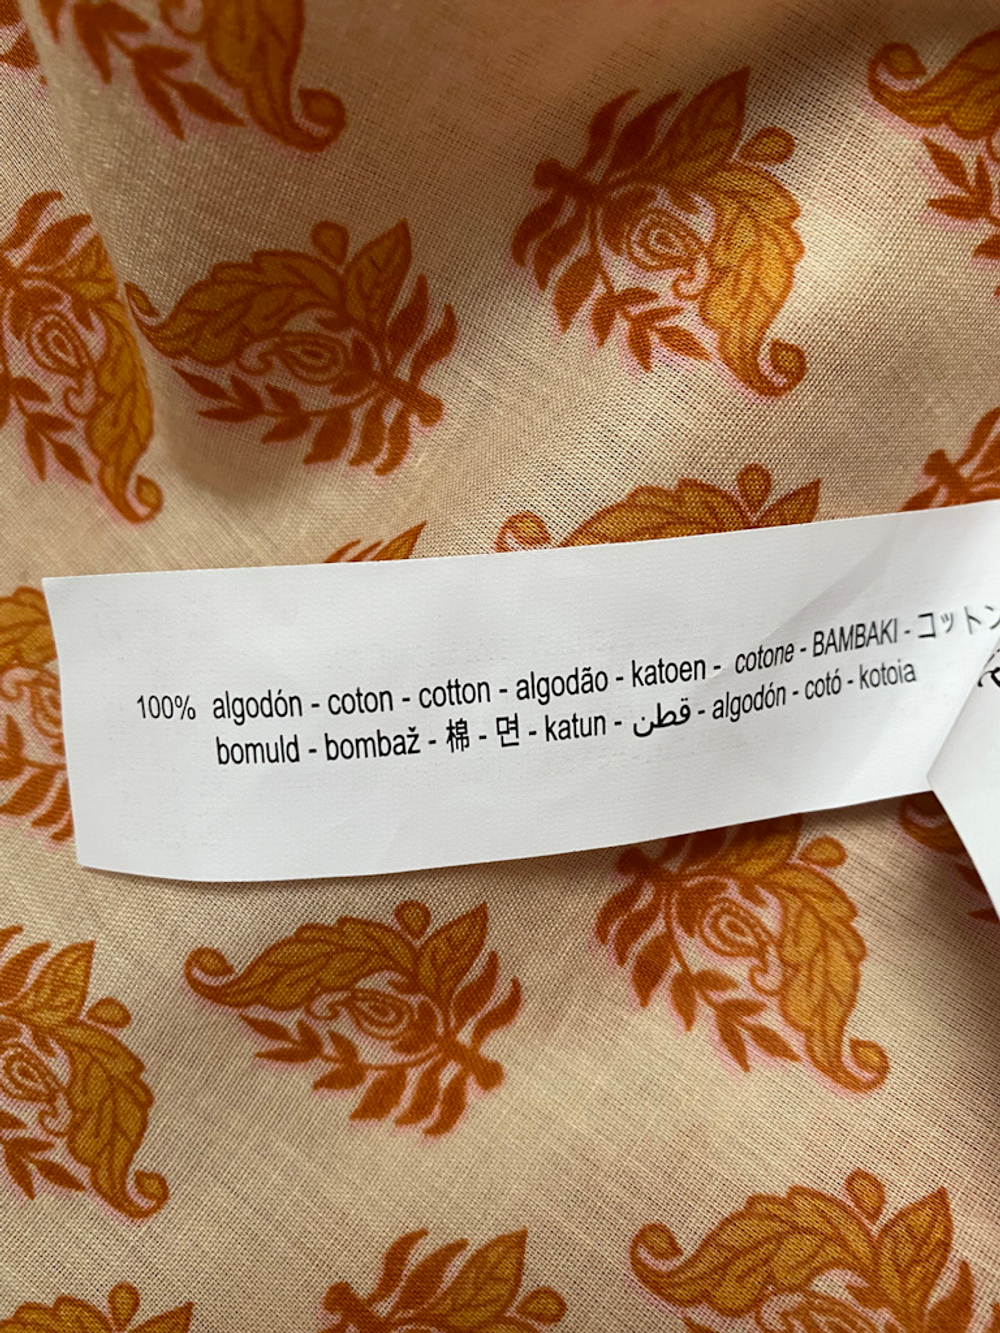 100% algodón - coton - cotton - algodão - katoen - cotone - BAMBAKI - コットン
bomuld - bombaž - 棉 - 면 - katun - قطن - algodón - cotó - kotoia